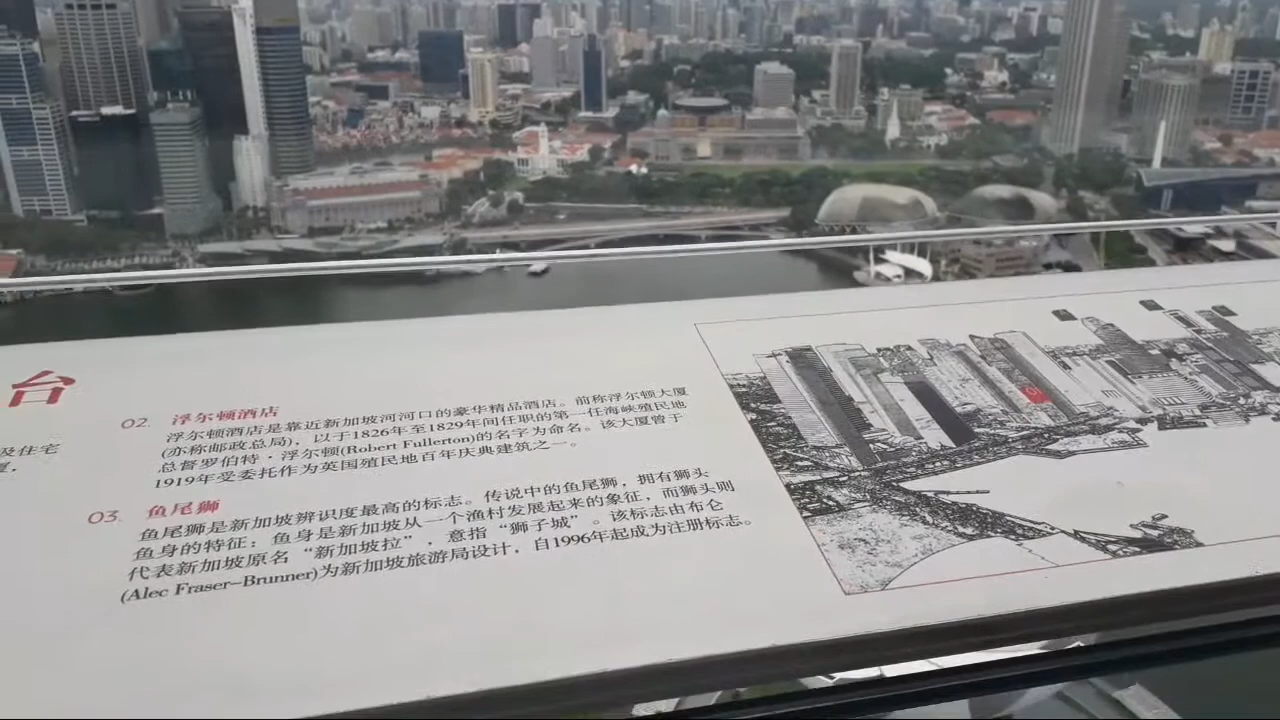 台
及住宅
02. 浮尔顿酒店
浮尔顿酒店是靠近新加坡河河口的豪华精品酒店。前称浮尔顿大厦
(亦称邮政总局)，以于1826年至1829年间任职的第一任海峡殖民地
总督罗伯特·浮尔顿(Robert Fullerton)的名字为命名。该大厦曾于
1919年受委托作为英国殖民地百年庆典建筑之一。
03. 鱼尾狮
鱼尾狮是新加坡辨识度最高的标志。传说中的鱼尾狮，拥有狮头
鱼身的特征；鱼身是新加坡从一个渔村发展起来的象征，而狮头则
代表新加坡原名“新加坡拉”，意指“狮子城”。该标志由布仑
(Alec Fraser-Brunner)为新加坡旅游局设计，自1996年起成为注册标志。
01